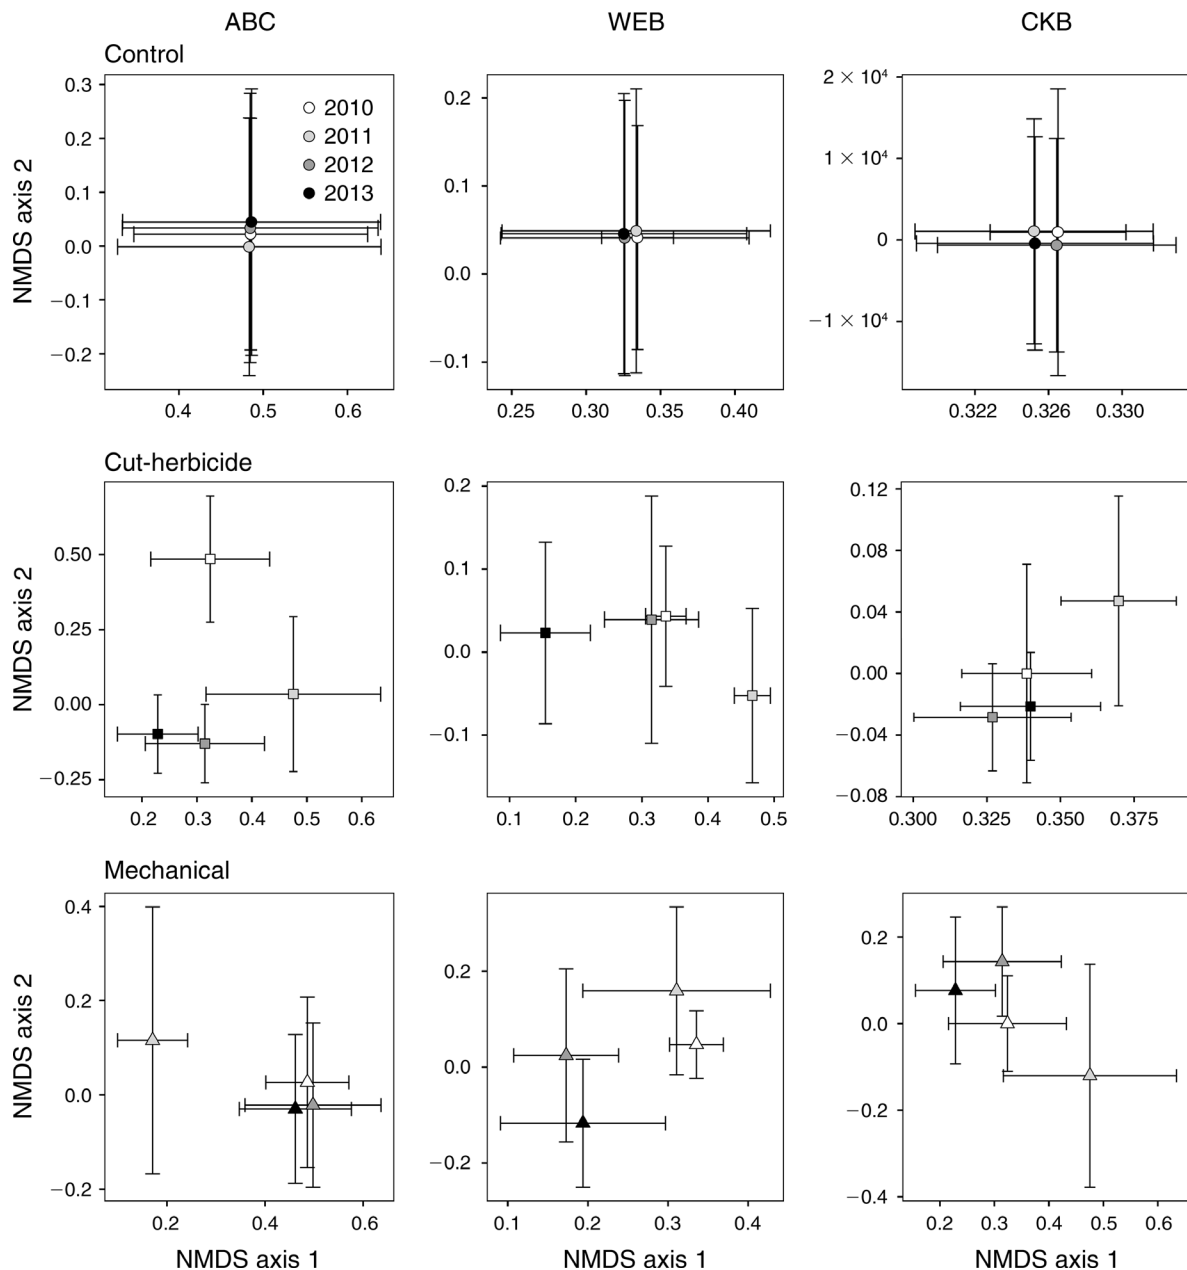 ABC WEB CKB
Control
NMDS axis 2
0.3
0.2
0.1
0.0
−0.1
−0.2
2010
2011
2012
2013
0.4 0.5 0.6
0.2
0.1
0.0
−0.1
0.25 0.30 0.35 0.40
2 × 10⁴
1 × 10⁴
0
−1 × 10⁴
0.322 0.326 0.330
Cut-herbicide
NMDS axis 2
0.50
0.25
0.00
−0.25
0.2 0.3 0.4 0.5 0.6
0.2
0.1
0.0
−0.1
0.1 0.2 0.3 0.4 0.5
0.12
0.08
0.04
0.00
−0.04
−0.08
0.300 0.325 0.350 0.375
Mechanical
NMDS axis 2
0.4
0.2
0.0
−0.2
0.2 0.4 0.6
NMDS axis 1
0.2
0.0
−0.2
0.1 0.2 0.3 0.4
NMDS axis 1
0.2
0.0
−0.2
−0.4
0.2 0.3 0.4 0.5 0.6
NMDS axis 1